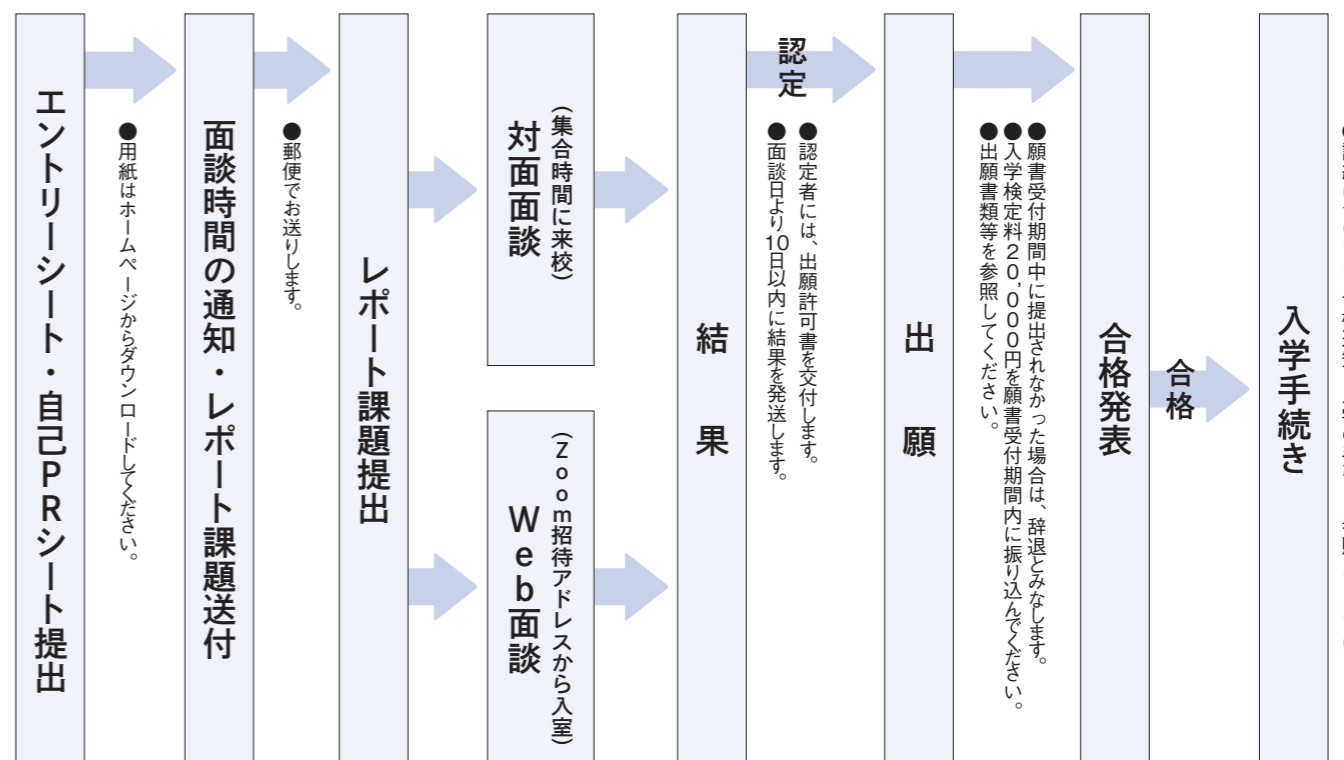 エントリーシート・自己PRシート提出
●用紙はホームページからダウンロードしてください。
面談時間の通知・レポート課題送付
●郵便でお送りします。
レポート課題提出
対面面談
(集合時間に来校)
Web面談
(Zoom招待アドレスから入室)
結果
認定
●認定者には、出願許可書を交付します。
●面談日より10日以内に結果を発送します。
出願
●願書受付期間中に提出されなかった場合は、辞退とみなします。
●入学検定料20,000円を願書受付期間内に振り込んでください。
●出願書類等を参照してください。
合格発表
合格
入学手続き